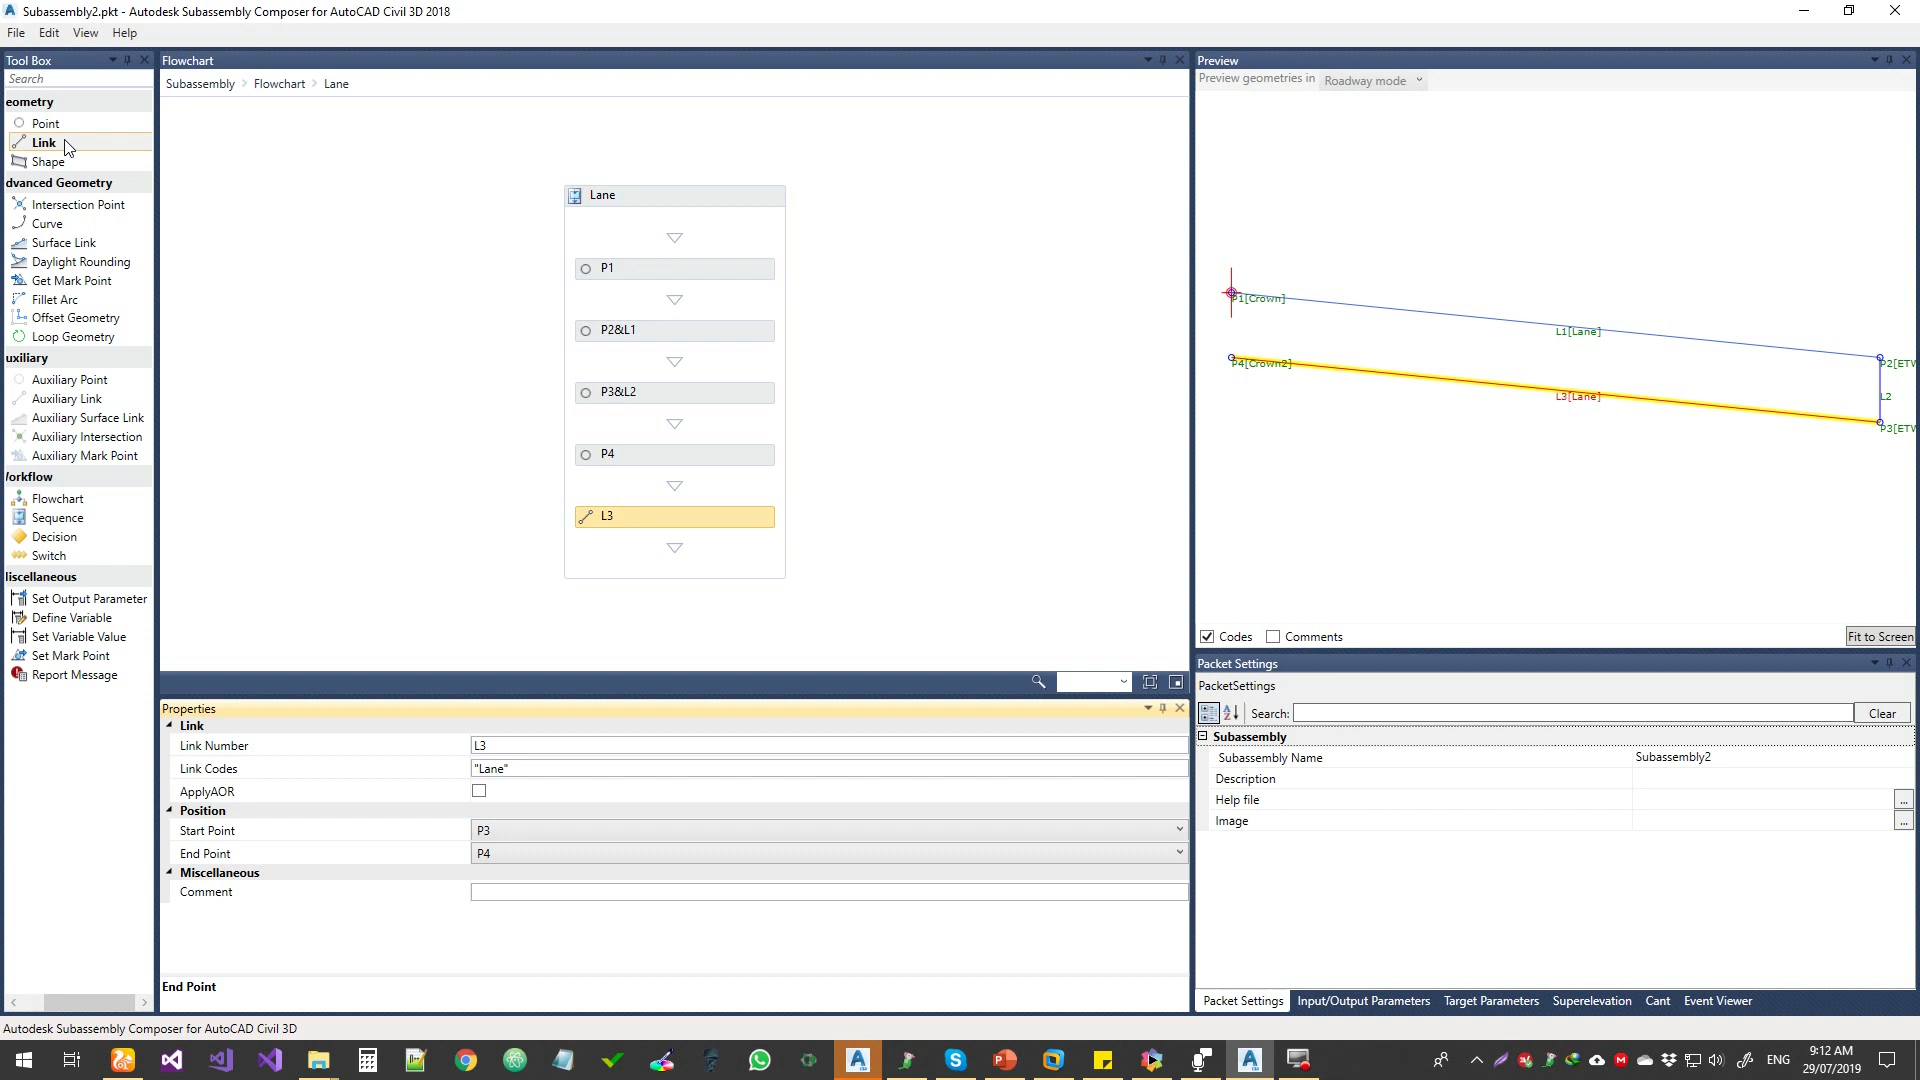 Subassembly2.pkt - Autodesk Subassembly Composer for AutoCAD Civil 3D 2018
File Edit View Help
Tool Box
Search
eometry
Point
Link
Shape
dvanced Geometry
Intersection Point
Curve
Surface Link
Daylight Rounding
Get Mark Point
Fillet Arc
Offset Geometry
Loop Geometry
uxiliary
Auxiliary Point
Auxiliary Link
Auxiliary Surface Link
Auxiliary Intersection
Auxiliary Mark Point
orkflow
Flowchart
Sequence
Decision
Switch
iscellaneous
Set Output Parameter
Define Variable
Set Variable Value
Set Mark Point
Report Message
Flowchart
Subassembly > Flowchart > Lane
Lane
P1
P2&L1
P3&L2
P4
L3
Properties
Link
Link Number L3
Link Codes "Lane"
ApplyAOR
Position
Start Point P3
End Point P4
Miscellaneous
Comment
End Point
Preview
Preview geometries in Roadway mode
P1[Crown]
L1[Lane]
P2[ETW
P4[Crown2]
L3[Lane]
L2
P3[ETW
Codes Comments Fit to Screen
Packet Settings
PacketSettings
Search: Clear
Subassembly
Subassembly Name Subassembly2
Description
Help file ...
Image ...
Packet Settings Input/Output Parameters Target Parameters Superelevation Cant Event Viewer
Autodesk Subassembly Composer for AutoCAD Civil 3D
ENG
9:12 AM
29/07/2019